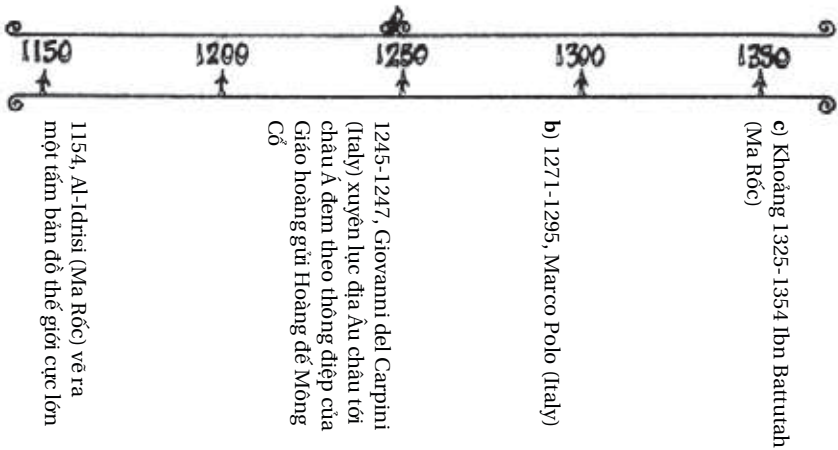 1150 1200 1250 1300 1350
1154, Al-Idrisi (Ma Rốc) vẽ ra
một tấm bản đồ thế giới cực lớn
1245-1247, Giovanni del Carpini
(Italy) xuyên lục địa Âu châu tới
châu Á đem theo thông điệp của
Giáo hoàng gửi Hoàng đế Mông
Cổ
b) 1271-1295, Marco Polo (Italy)
c) Khoảng 1325-1354 Ibn Battutah
(Ma Rốc)